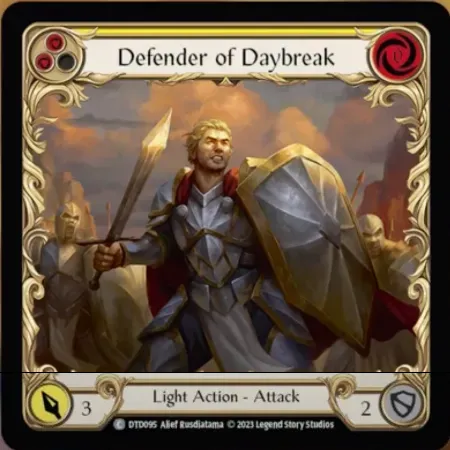 Defender of Daybreak
Light Action - Attack
3
2
C DTD095 Alief Rusdiatama © 2023 Legend Story Studios